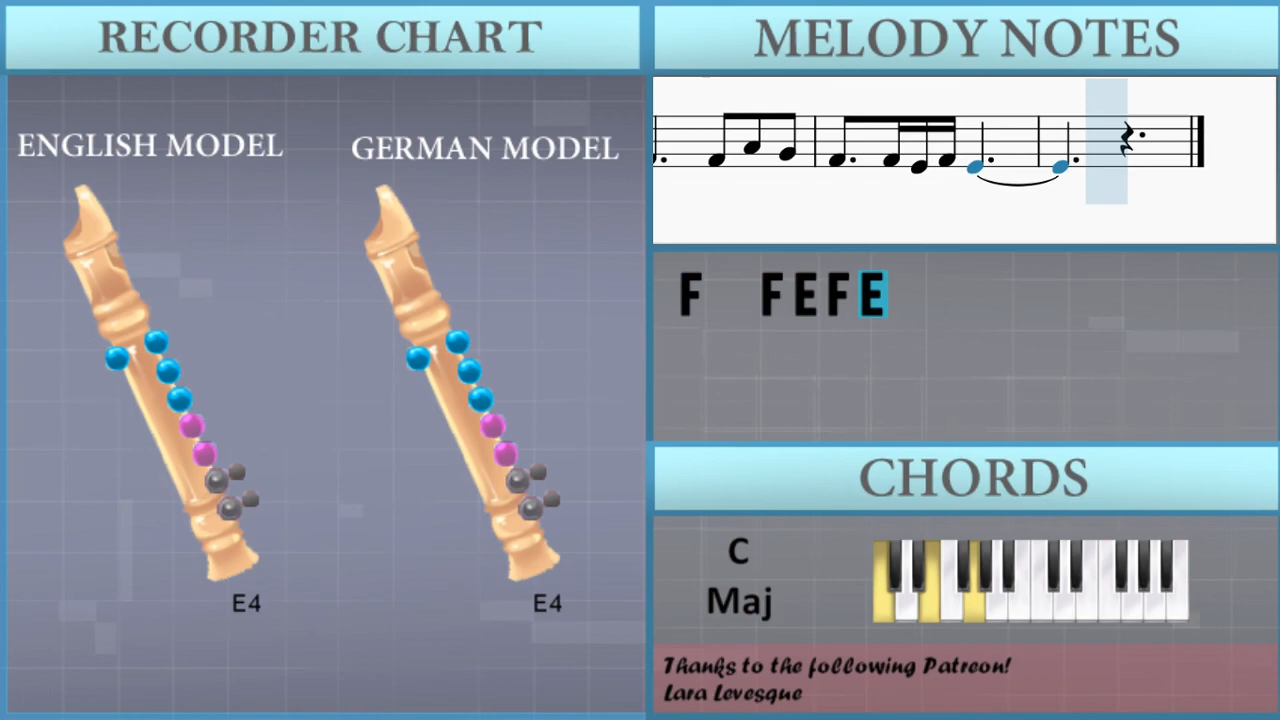 RECORDER CHART
ENGLISH MODEL
GERMAN MODEL
E4
E4
MELODY NOTES
F FEFE
CHORDS
C
Maj
Thanks to the following Patreon!
Lara Levesque